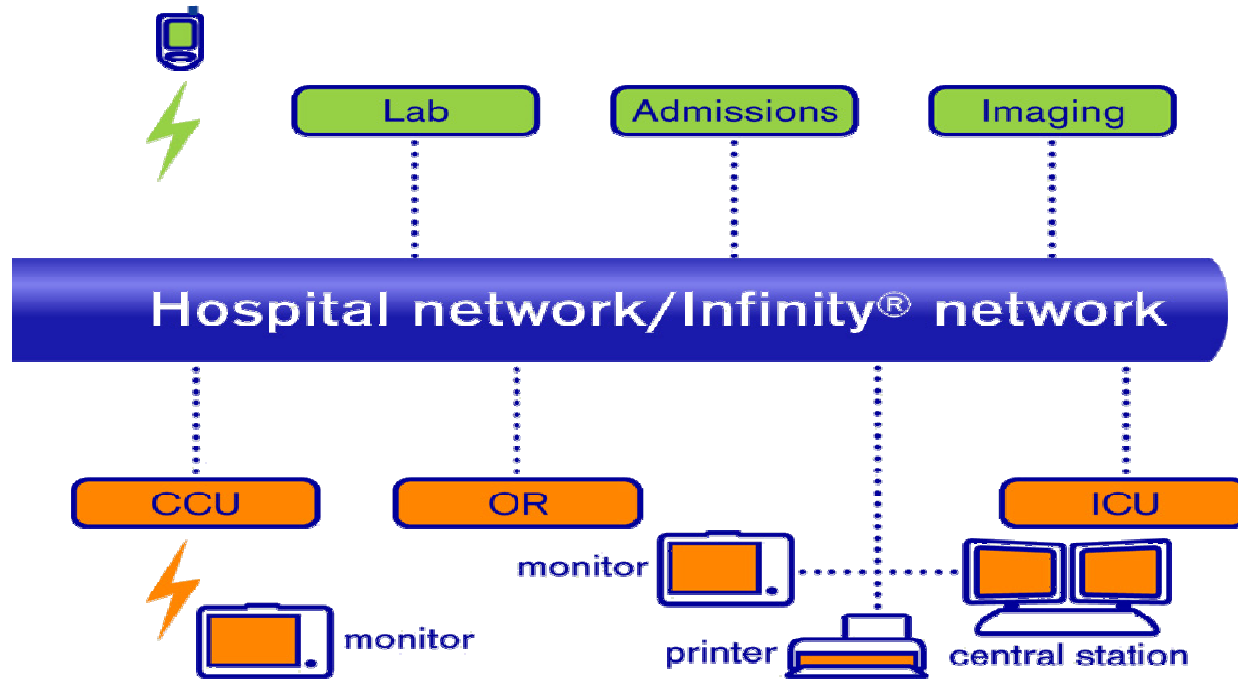 Lab
Admissions
Imaging
Hospital network/Infinity® network
CCU
OR
ICU
monitor
monitor
printer
central station